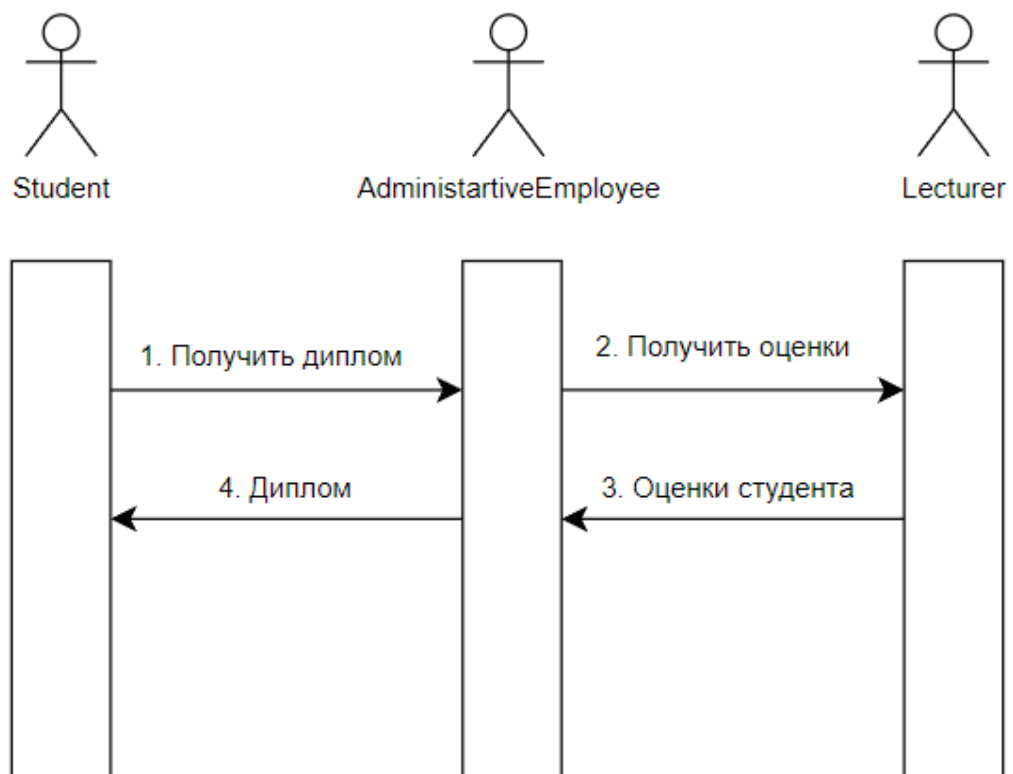 Student
AdministartiveEmployee
Lecturer
1. Получить диплом
2. Получить оценки
4. Диплом
3. Оценки студента